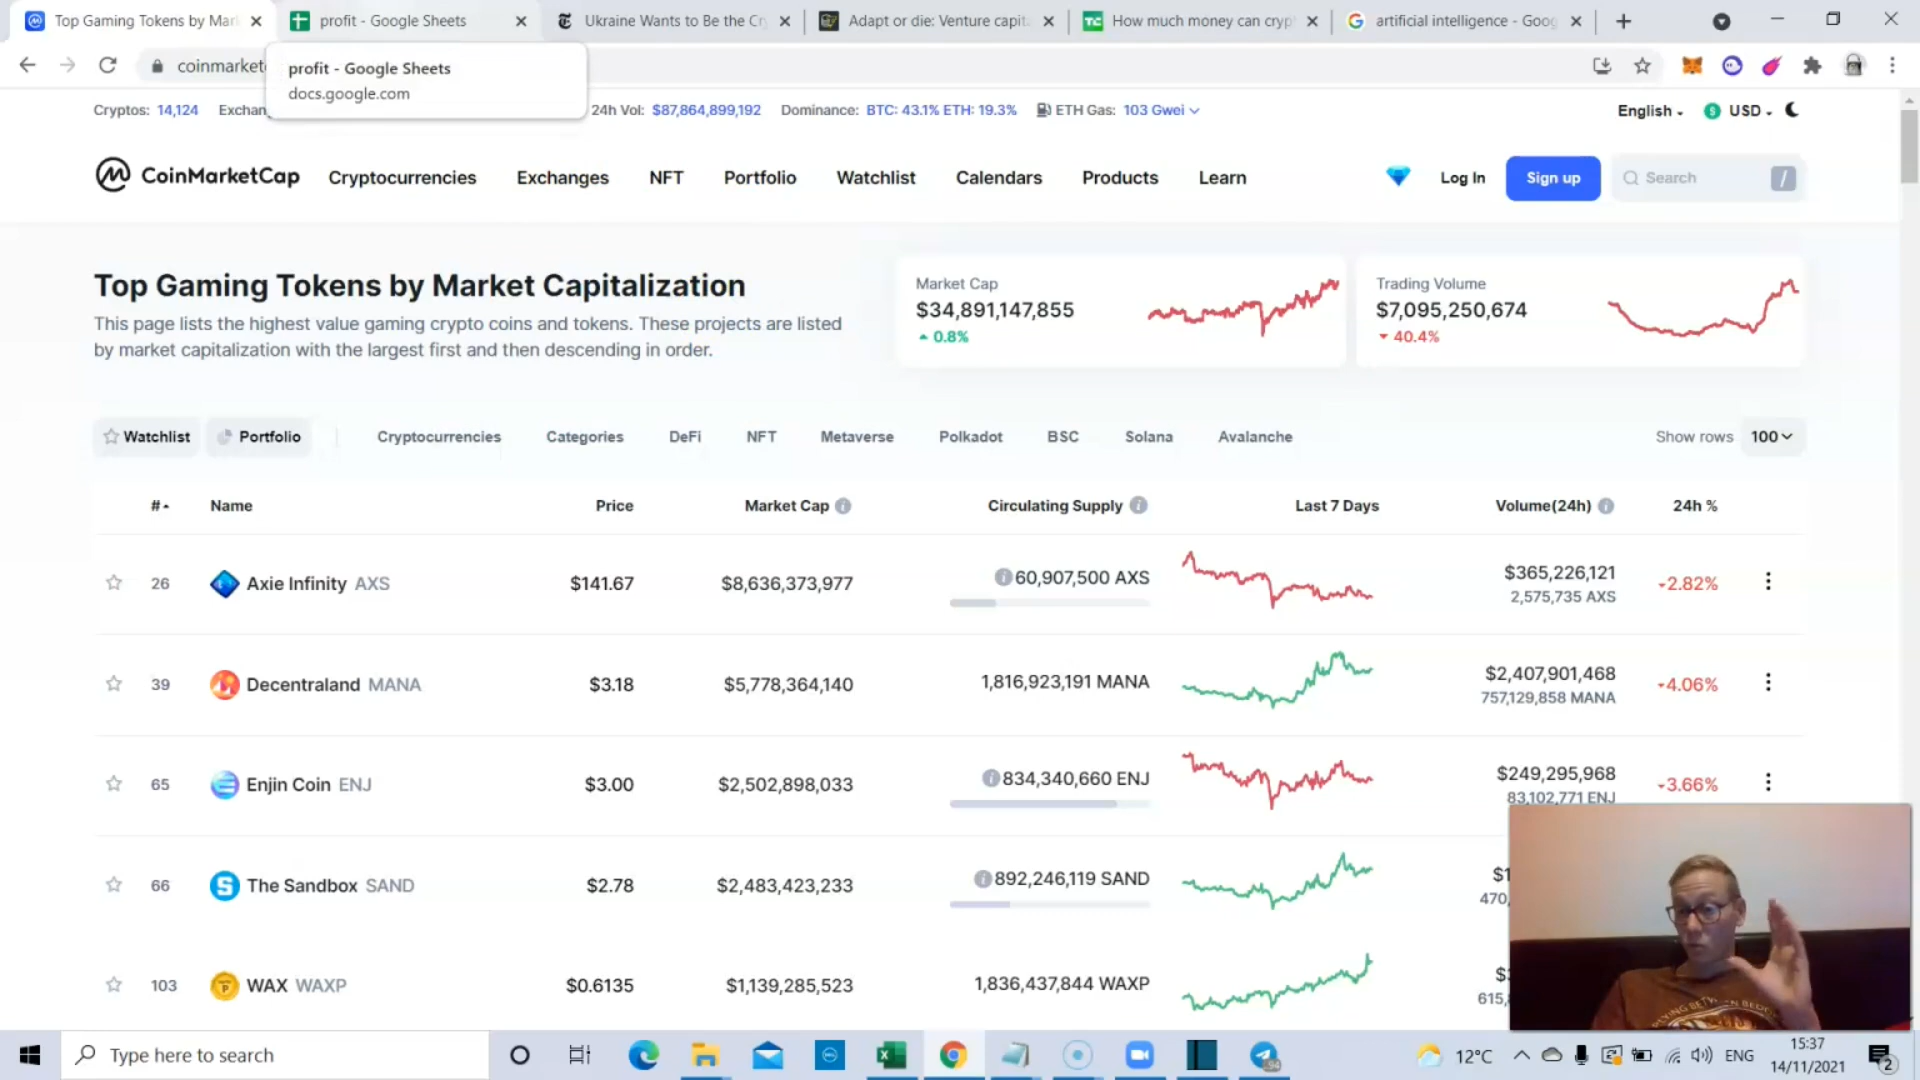 Top Gaming Tokens by Mar
profit - Google Sheets
Ukraine Wants to Be the Cr
Adapt or die: Venture capit
How much money can cryp
artificial intelligence - Goog
coinmarketc
profit - Google Sheets
docs.google.com
Cryptos: 14,124 Exchan 24h Vol: $87,864,899,192 Dominance: BTC: 43.1% ETH: 19.3% ETH Gas: 103 Gwei
English USD
CoinMarketCap Cryptocurrencies Exchanges NFT Portfolio Watchlist Calendars Products Learn Log In Sign up Search /
Top Gaming Tokens by Market Capitalization
This page lists the highest value gaming crypto coins and tokens. These projects are listed
by market capitalization with the largest first and then descending in order.
Market Cap
$34,891,147,855
0.8%
Trading Volume
$7,095,250,674
40.4%
Watchlist Portfolio Cryptocurrencies Categories DeFi NFT Metaverse Polkadot BSC Solana Avalanche Show rows 100
# Name Price Market Cap Circulating Supply Last 7 Days Volume(24h) 24h %
26 Axie Infinity AXS $141.67 $8,636,373,977 60,907,500 AXS $365,226,121 2.82%
2,575,735 AXS
39 Decentraland MANA $3.18 $5,778,364,140 1,816,923,191 MANA $2,407,901,468 4.06%
757,129,858 MANA
65 Enjin Coin ENJ $3.00 $2,502,898,033 834,340,660 ENJ $249,295,968 3.66%
83,102,771 ENJ
66 The Sandbox SAND $2.78 $2,483,423,233 892,246,119 SAND $1
470,
103 WAX WAXP $0.6135 $1,139,285,523 1,836,437,844 WAXP
615,
Type here to search
12°C ENG
15:37
14/11/2021
2